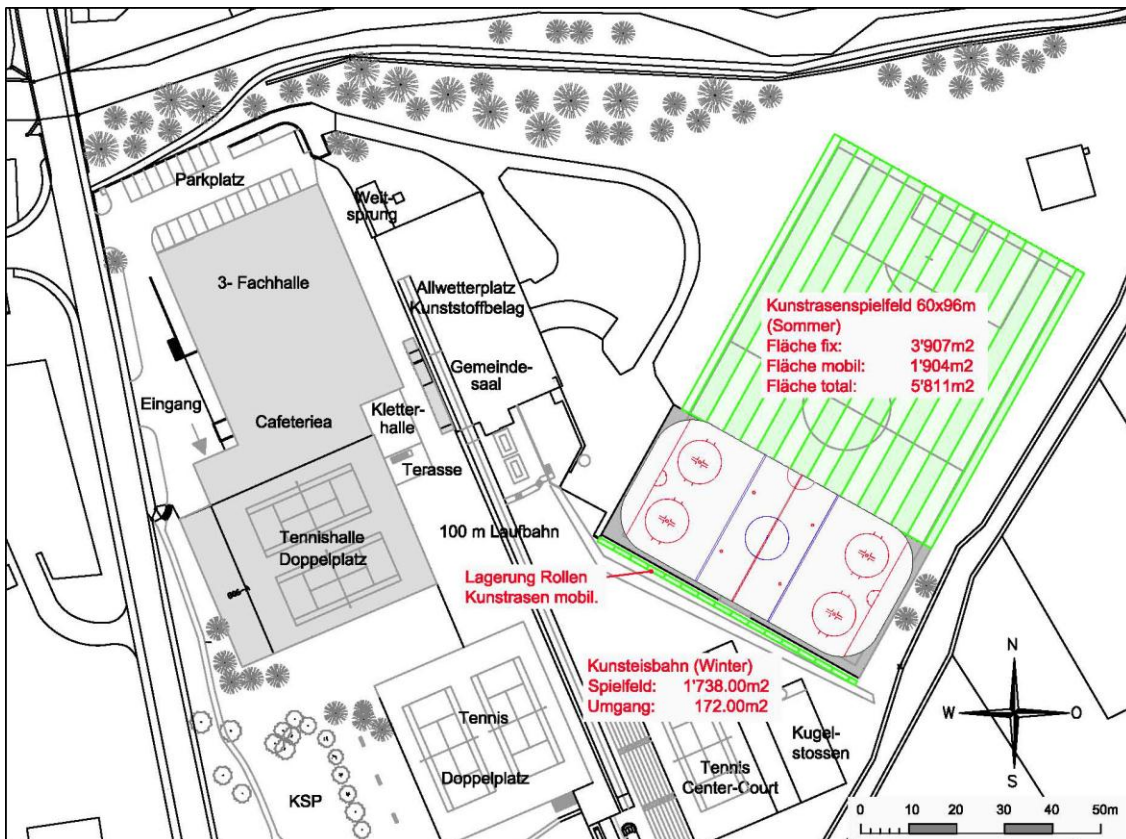 Parkplatz
Weit-
sprung
3- Fachhalle
Allwetterplatz
Kunststoffbelag
Kunstrasenspielfeld 60x96m
(Sommer)
Fläche fix: 3'907m2
Fläche mobil: 1'904m2
Fläche total: 5'811m2
Gemeinde-
saal
Eingang
Cafeteriea
Kletter-
halle
Terasse
Tennishalle
Doppelplatz
100 m Laufbahn
Lagerung Rollen
Kunstrasen mobil.
Kunsteisbahn (Winter)
Spielfeld: 1'738.00m2
Umgang: 172.00m2
Tennis
Doppelplatz
KSP
Tennis
Center-Court
Kugel-
stossen
N
W O
S
0 10 20 30 40 50m